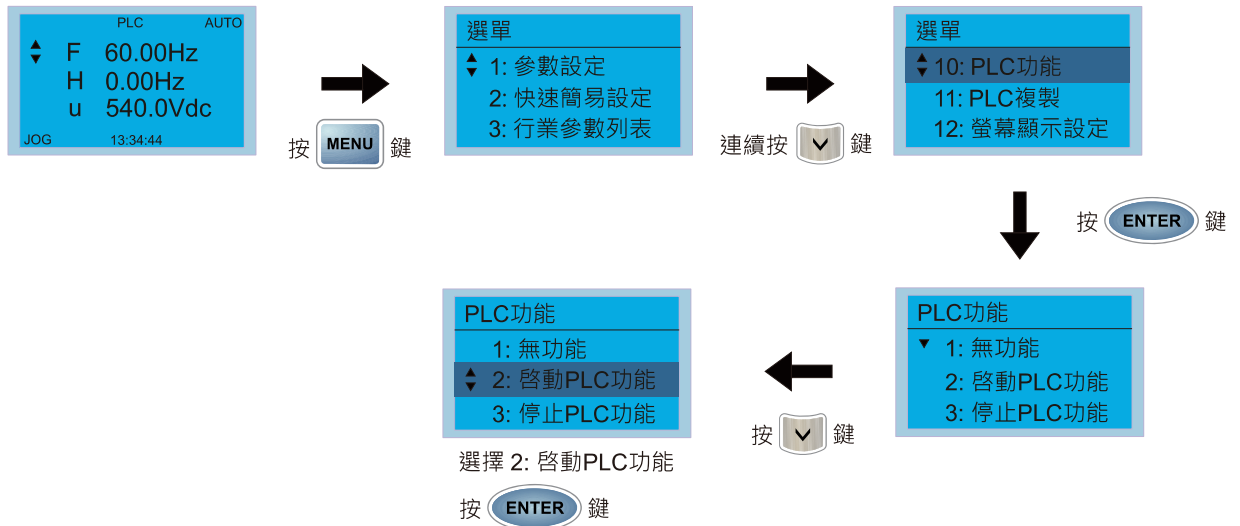 PLC AUTO
F 60.00Hz
H 0.00Hz
u 540.0Vdc
JOG 13:34:44
按 MENU 鍵
選單
1: 參數設定
2: 快速簡易設定
3: 行業參數列表
連續按 鍵
選單
10: PLC功能
11: PLC複製
12: 螢幕顯示設定
按 ENTER 鍵
PLC功能
1: 無功能
2: 啓動PLC功能
3: 停止PLC功能
按 鍵
PLC功能
1: 無功能
2: 啓動PLC功能
3: 停止PLC功能
選擇 2: 啓動PLC功能
按 ENTER 鍵